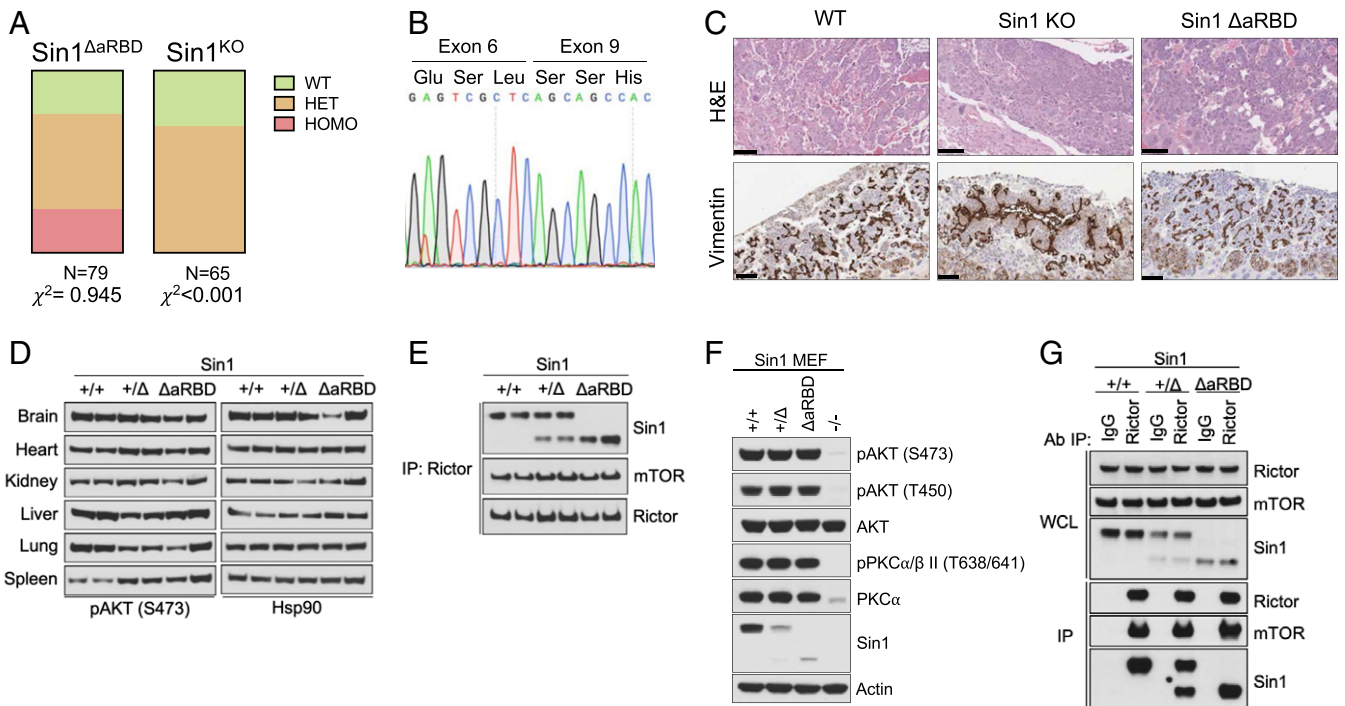 A
Sin1ΔaRBD
Sin1KO
WT
HET
HOMO
N=79
N=65
χ2= 0.945
χ2<0.001
B
Exon 6
Exon 9
Glu Ser Leu Ser Ser His
G A G T C G C T C A G C A G C C A C
C
WT
Sin1 KO
Sin1 ΔaRBD
H&E
Vimentin
D
Sin1
+/+ +/Δ ΔaRBD +/+ +/Δ ΔaRBD
Brain
Heart
Kidney
Liver
Lung
Spleen
pAKT (S473)
Hsp90
E
Sin1
+/+ +/Δ ΔaRBD
IP: Rictor
Sin1
mTOR
Rictor
F
Sin1 MEF
+/+
+/Δ
ΔaRBD
-/-
pAKT (S473)
pAKT (T450)
AKT
pPKCα/β II (T638/641)
PKCα
Sin1
Actin
G
Sin1
+/+ +/Δ ΔaRBD
Ab IP:
IgG
Rictor
IgG
Rictor
IgG
Rictor
WCL
Rictor
mTOR
Sin1
IP
Rictor
mTOR
Sin1